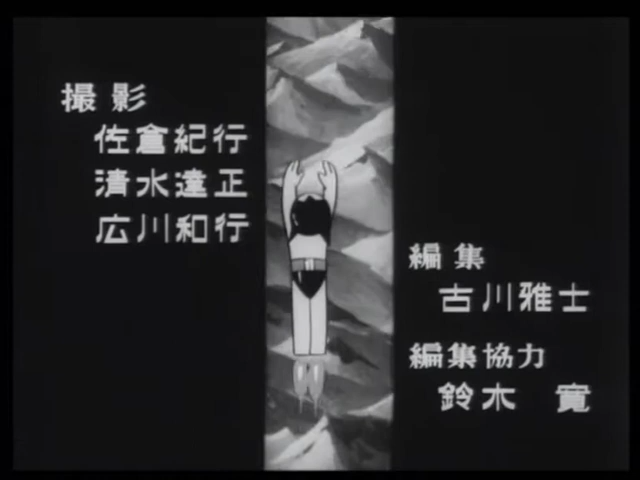 撮影
佐倉紀行
清水達正
広川和行
編集
古川雅士
編集協力
鈴木 寛